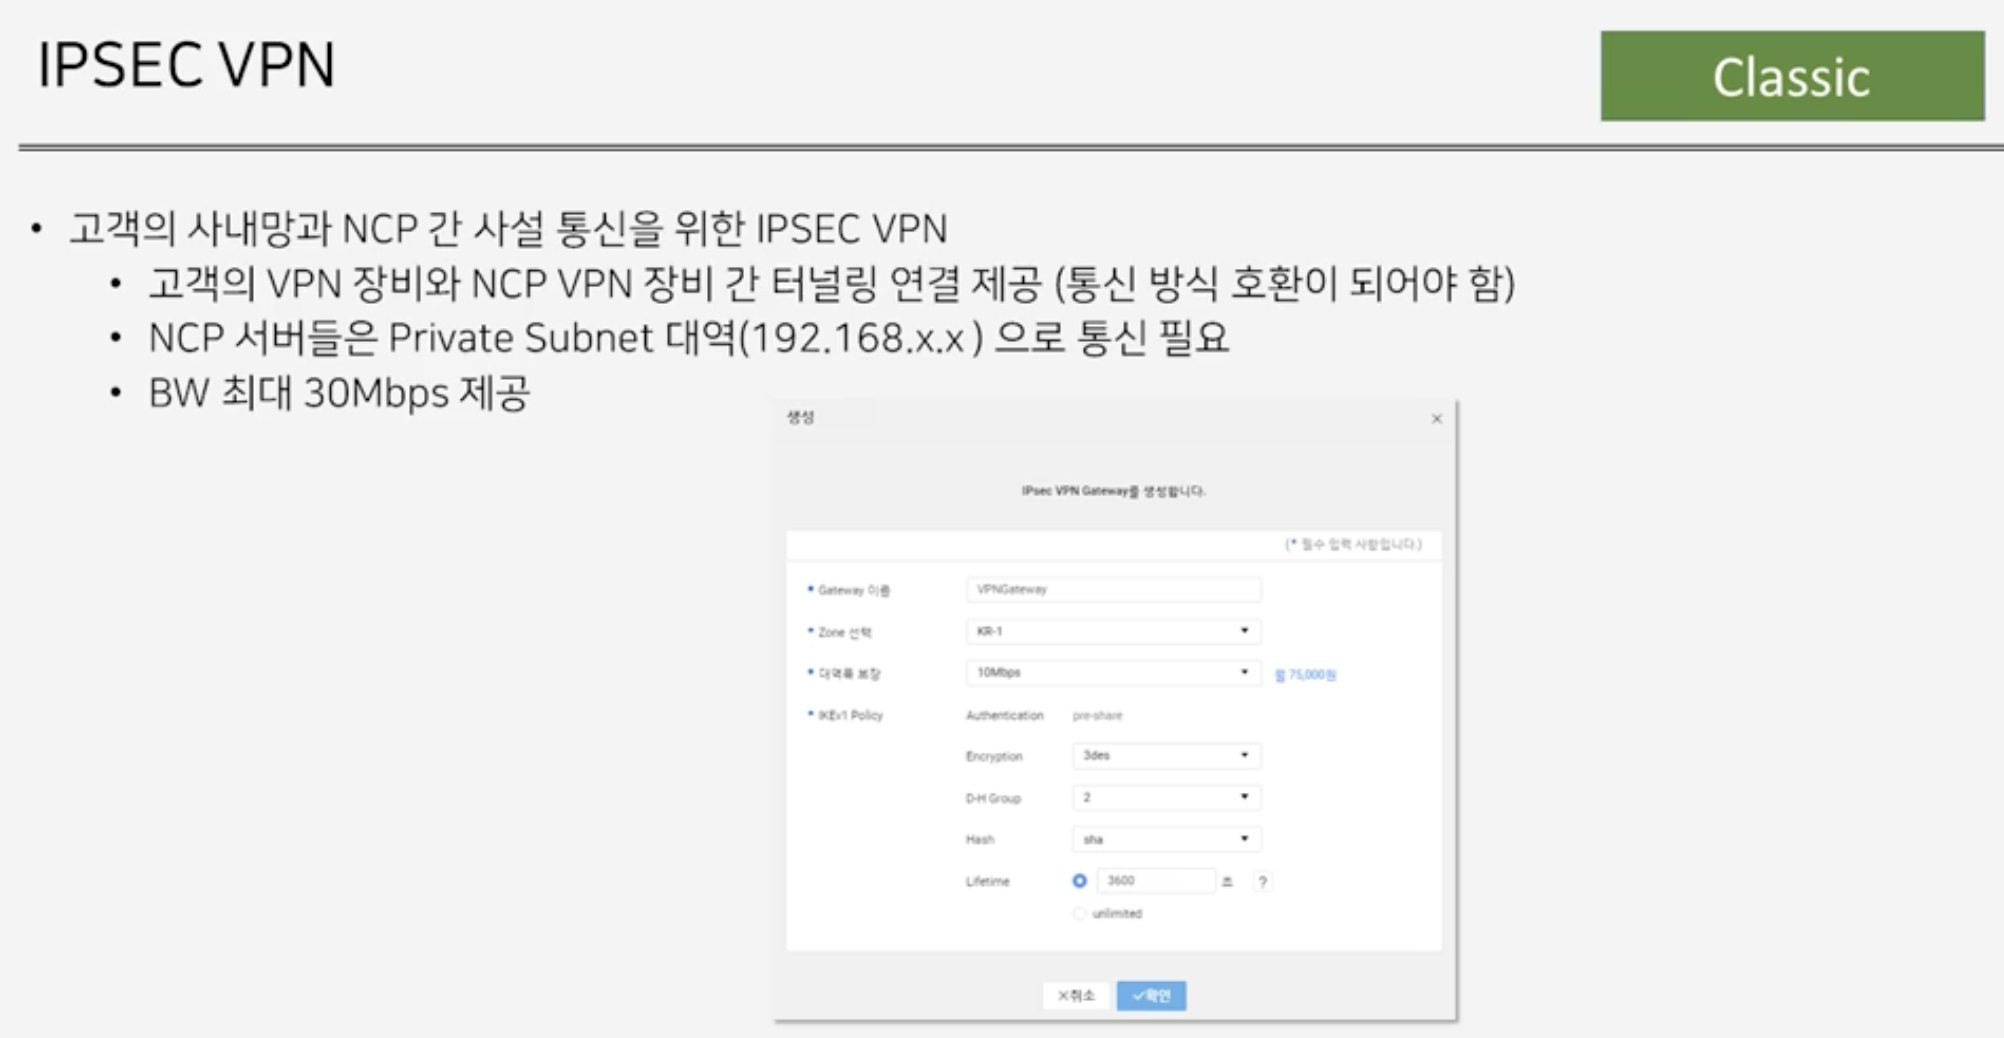 IPSEC VPN
Classic
• 고객의 사내망과 NCP 간 사설 통신을 위한 IPSEC VPN
• 고객의 VPN 장비와 NCP VPN 장비 간 터널링 연결 제공 (통신 방식 호환이 되어야 함)
• NCP 서버들은 Private Subnet 대역(192.168.x.x ) 으로 통신 필요
• BW 최대 30Mbps 제공
생성 ×
IPsec VPN Gateway를 생성합니다.
(* 필수 입력 사항입니다.)
* Gateway 이름 VPNGateway
* Zone 선택 KR-1
* 대역폭 보장 10Mbps 월 75,000원
* IKEv1 Policy Authentication pre-share
Encryption 3des
D-H Group 2
Hash sha
Lifetime 3600 초 ?
unlimited
×취소 ✓확인